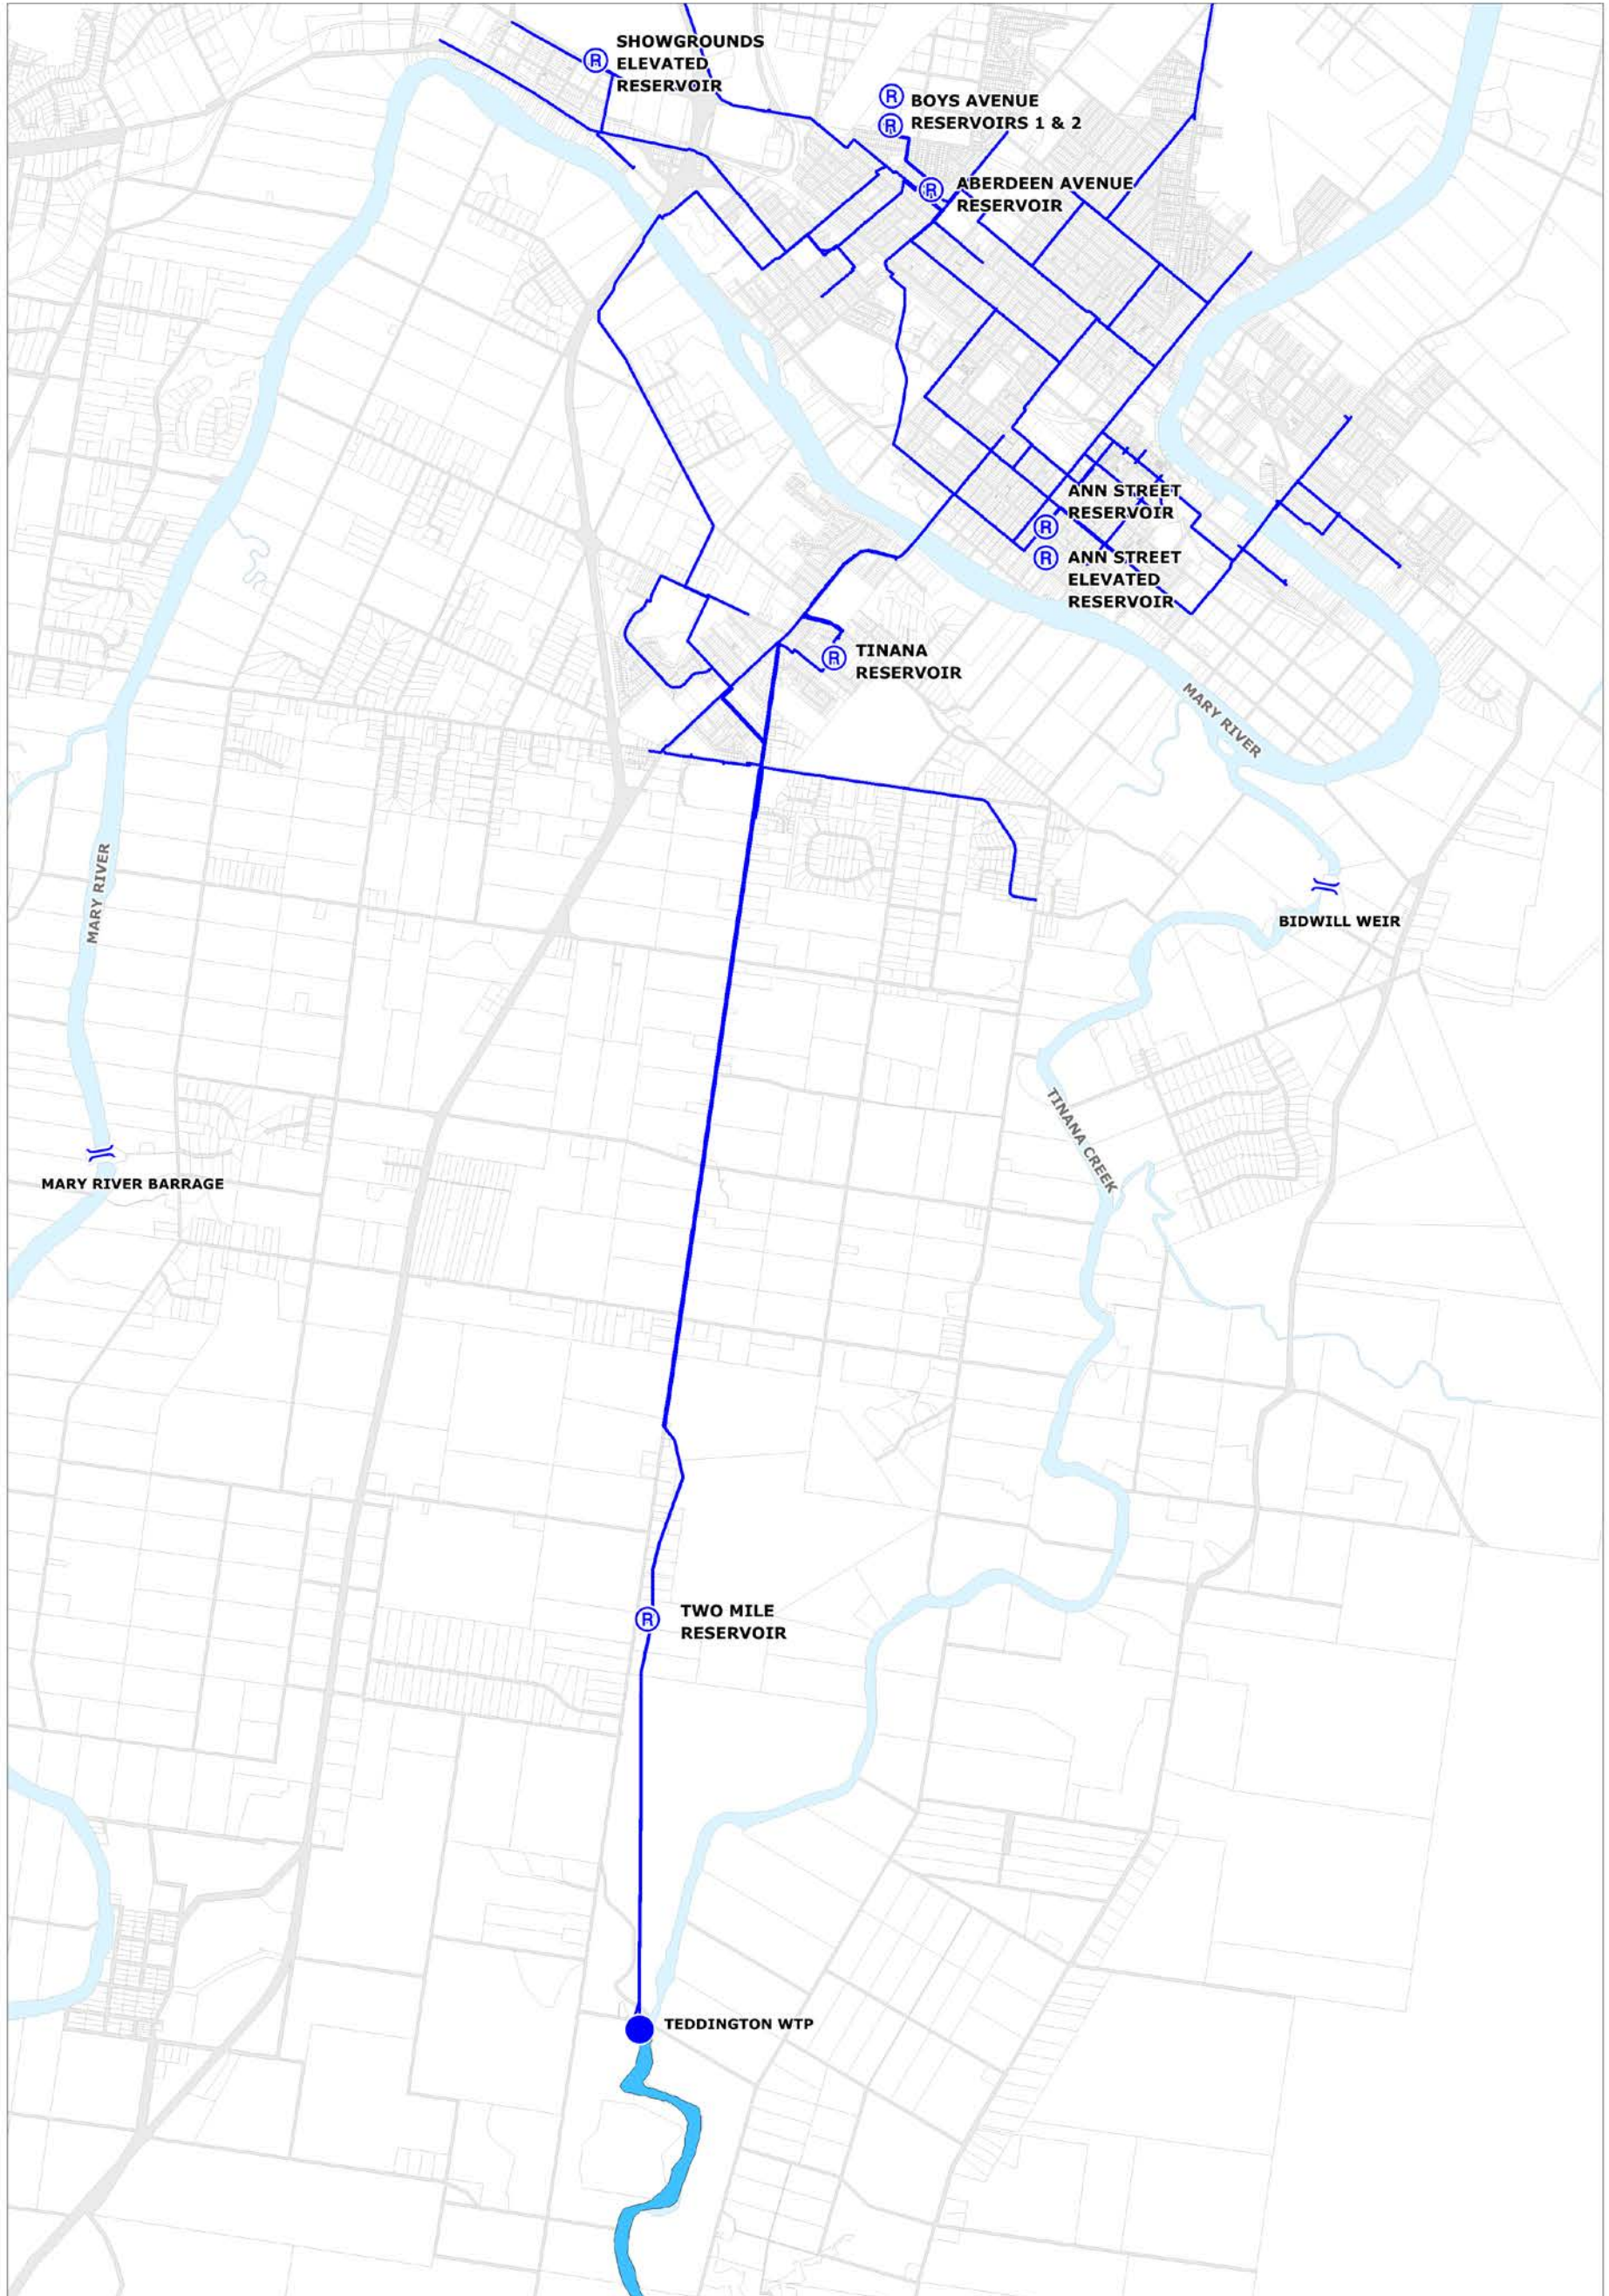 SHOWGROUNDS
ELEVATED
RESERVOIR
R
R
BOYS AVENUE
RESERVOIRS 1 & 2
R
R
ABERDEEN AVENUE
RESERVOIR
ANN STREET
RESERVOIR
R
R
ANN STREET
ELEVATED
RESERVOIR
R
TINANA
RESERVOIR
MARY RIVER
MARY RIVER
BIDWILL WEIR
TINANA CREEK
MARY RIVER BARRAGE
R
TWO MILE
RESERVOIR
TEDDINGTON WTP